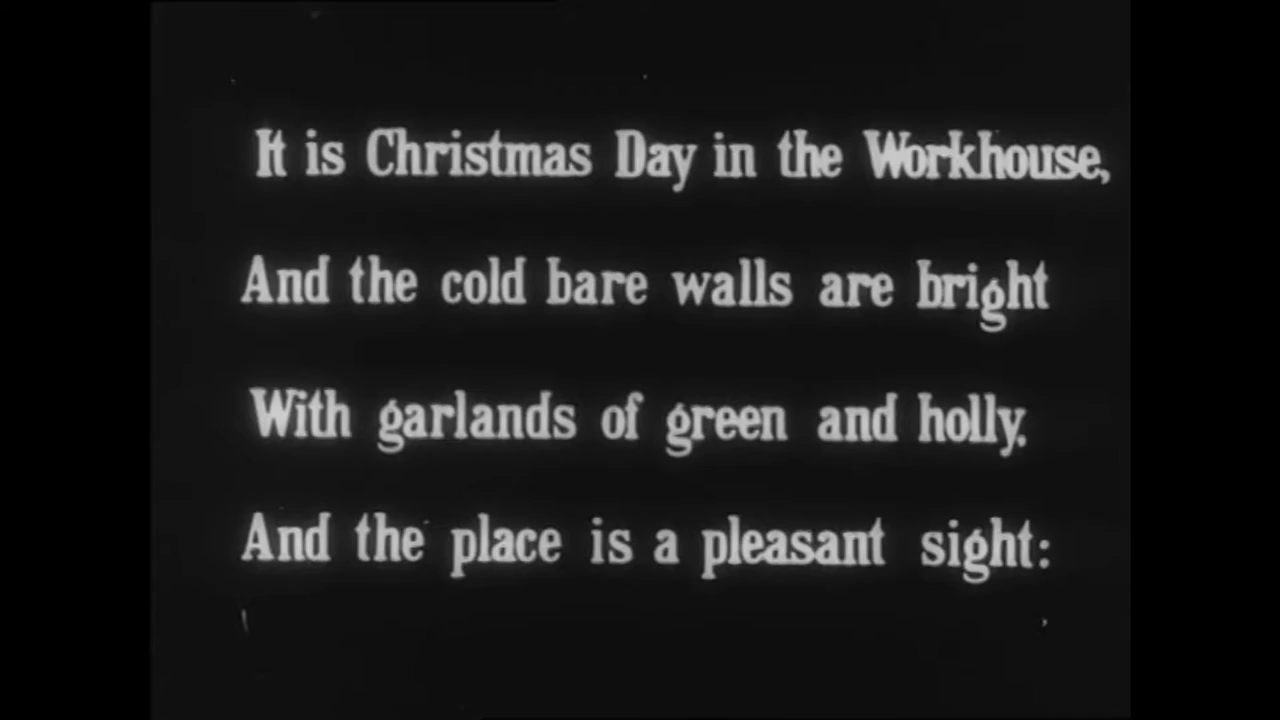 It is Christmas Day in the Workhouse,
And the cold bare walls are bright
With garlands of green and holly,
And the place is a pleasant sight: